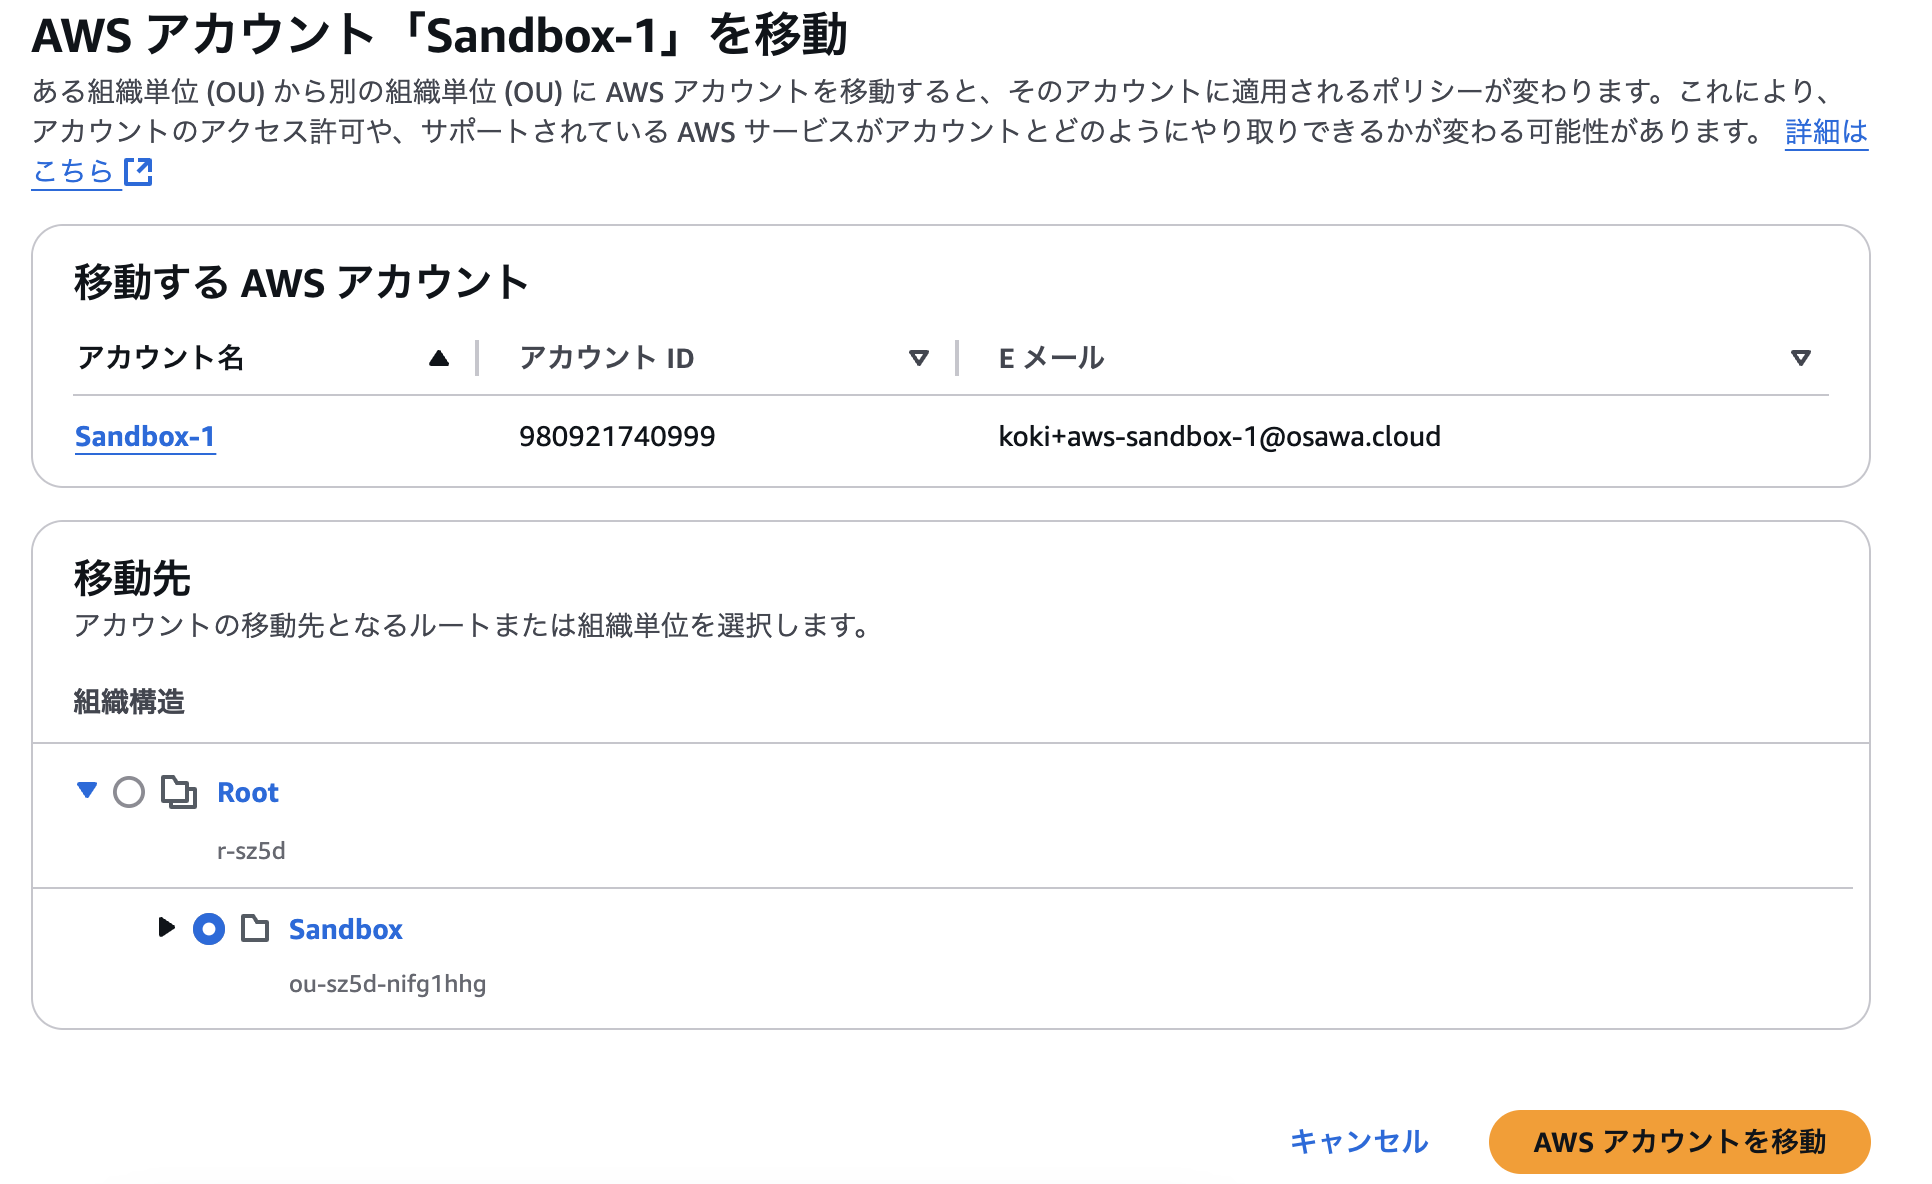 AWS アカウント「Sandbox-1」を移動
ある組織単位 (OU) から別の組織単位 (OU) に AWS アカウントを移動すると、そのアカウントに適用されるポリシーが変わります。これにより、
アカウントのアクセス許可や、サポートされている AWS サービスがアカウントとどのようにやり取りできるかが変わる可能性があります。 詳細は
こちら
移動する AWS アカウント
アカウント名 アカウント ID E メール
Sandbox-1 980921740999 koki+aws-sandbox-1@osawa.cloud
移動先
アカウントの移動先となるルートまたは組織単位を選択します。
組織構造
Root
r-sz5d
Sandbox
ou-sz5d-nifg1hhg
キャンセル AWS アカウントを移動